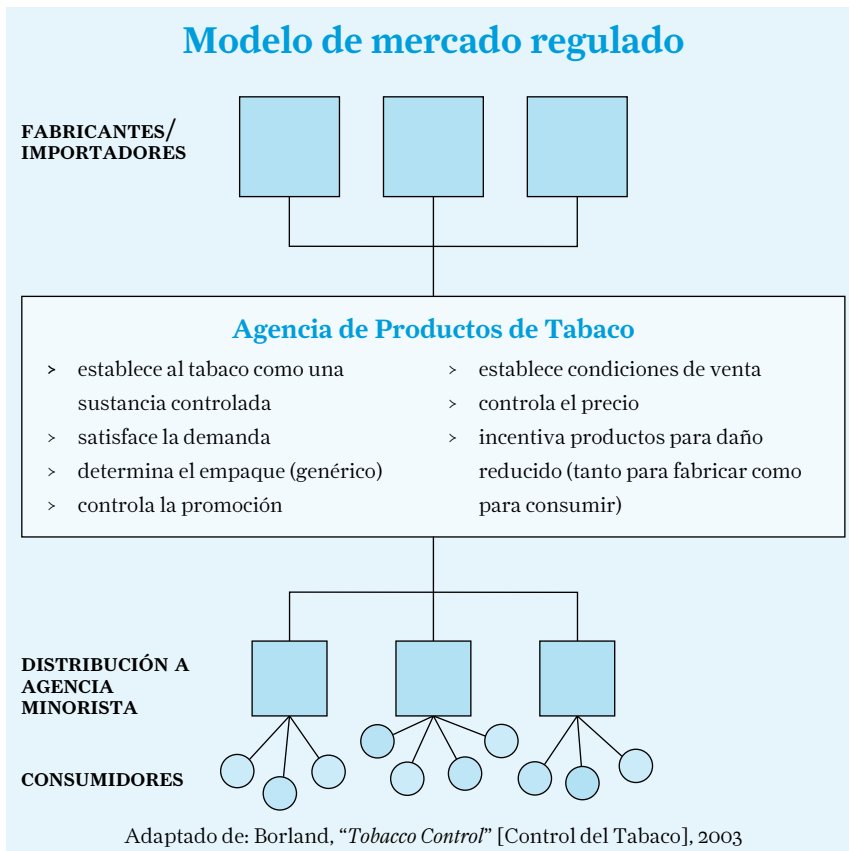 Modelo de mercado regulado
FABRICANTES/
IMPORTADORES
Agencia de Productos de Tabaco
> establece al tabaco como una
sustancia controlada
> satisface la demanda
> determina el empaque (genérico)
> controla la promoción
> establece condiciones de venta
> controla el precio
> incentiva productos para daño
reducido (tanto para fabricar como
para consumir)
DISTRIBUCIÓN A
AGENCIA
MINORISTA
CONSUMIDORES
Adaptado de: Borland, “Tobacco Control” [Control del Tabaco], 2003